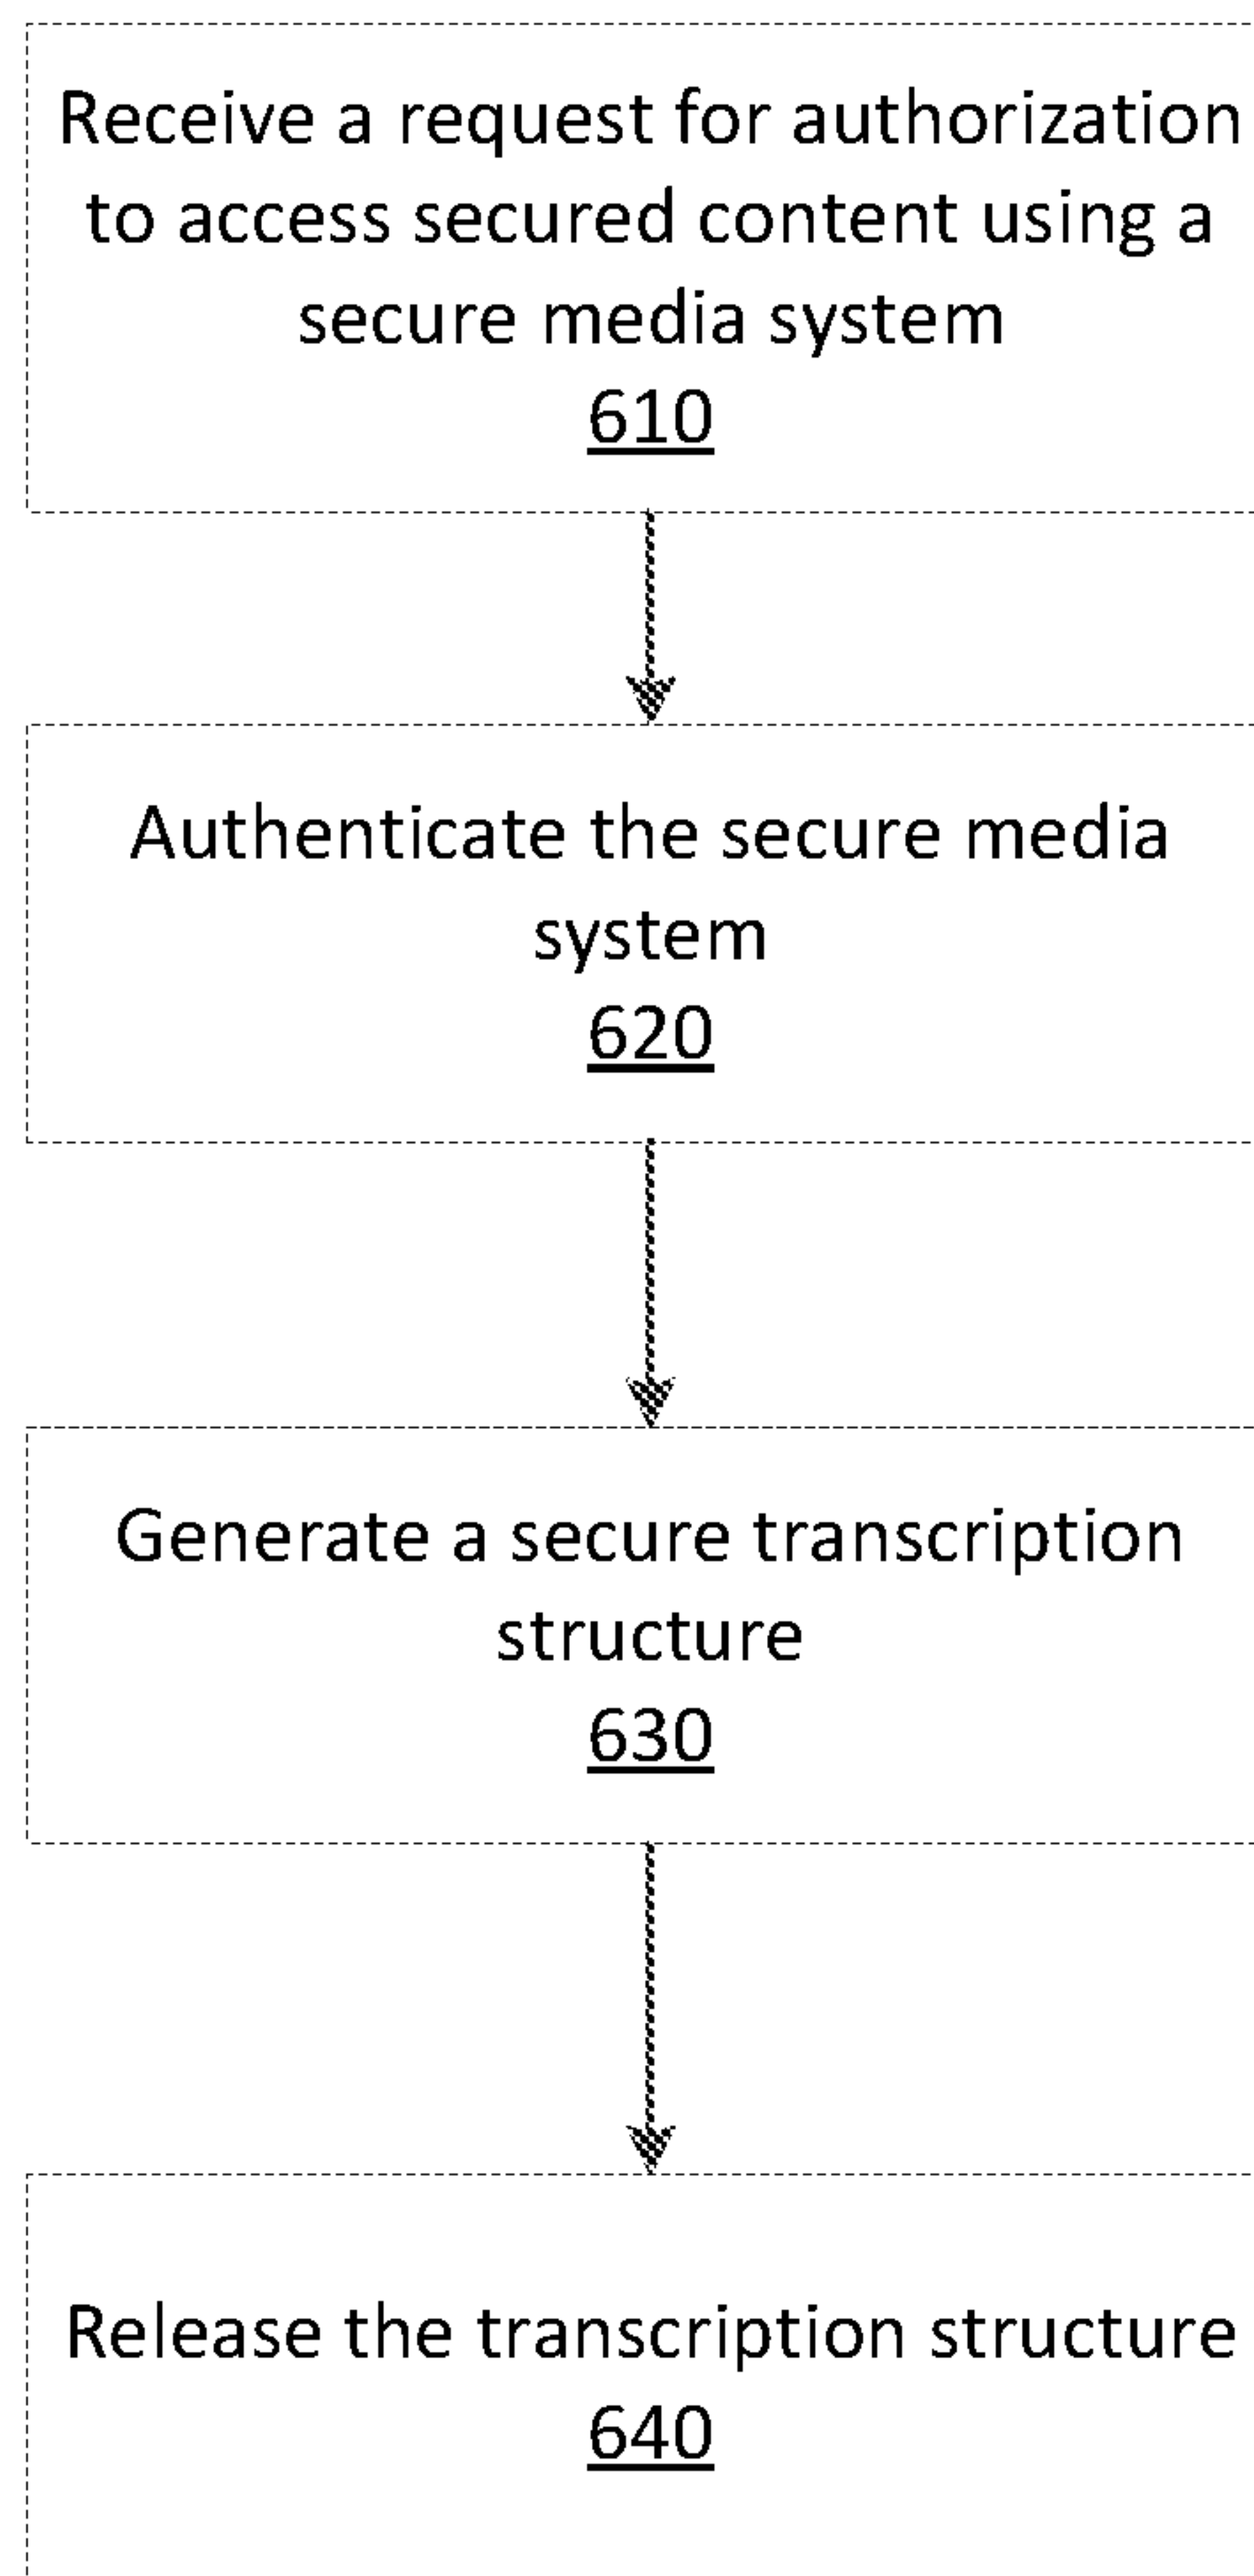 Receive a request for authorization
to access secured content using a
secure media system
610
Authenticate the secure media
system
620
Generate a secure transcription
structure
630
Release the transcription structure
640